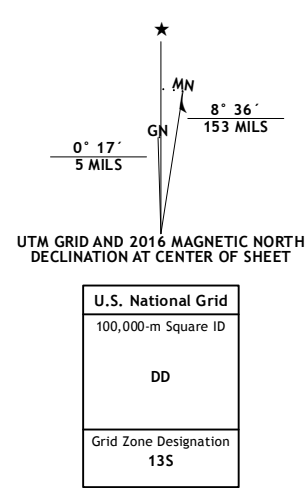 ★
MN
8° 36´
153 MILS
GN
0° 17´
5 MILS
UTM GRID AND 2016 MAGNETIC NORTH
DECLINATION AT CENTER OF SHEET
U.S. National Grid
100,000-m Square ID
DD
Grid Zone Designation
13S